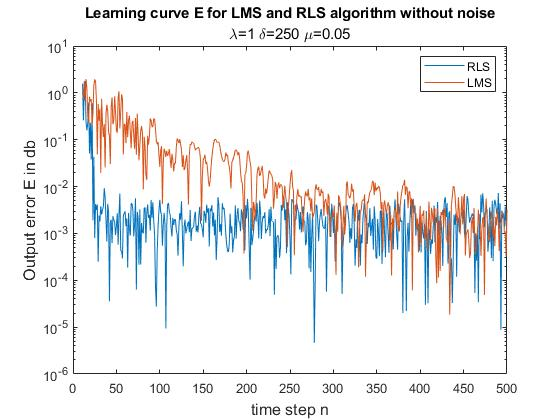 Learning curve E for LMS and RLS algorithm without noise
λ=1 δ=250 μ=0.05
RLS
LMS
Output error E in db
10^1
10^0
10^-1
10^-2
10^-3
10^-4
10^-5
10^-6
0 50 100 150 200 250 300 350 400 450 500
time step n